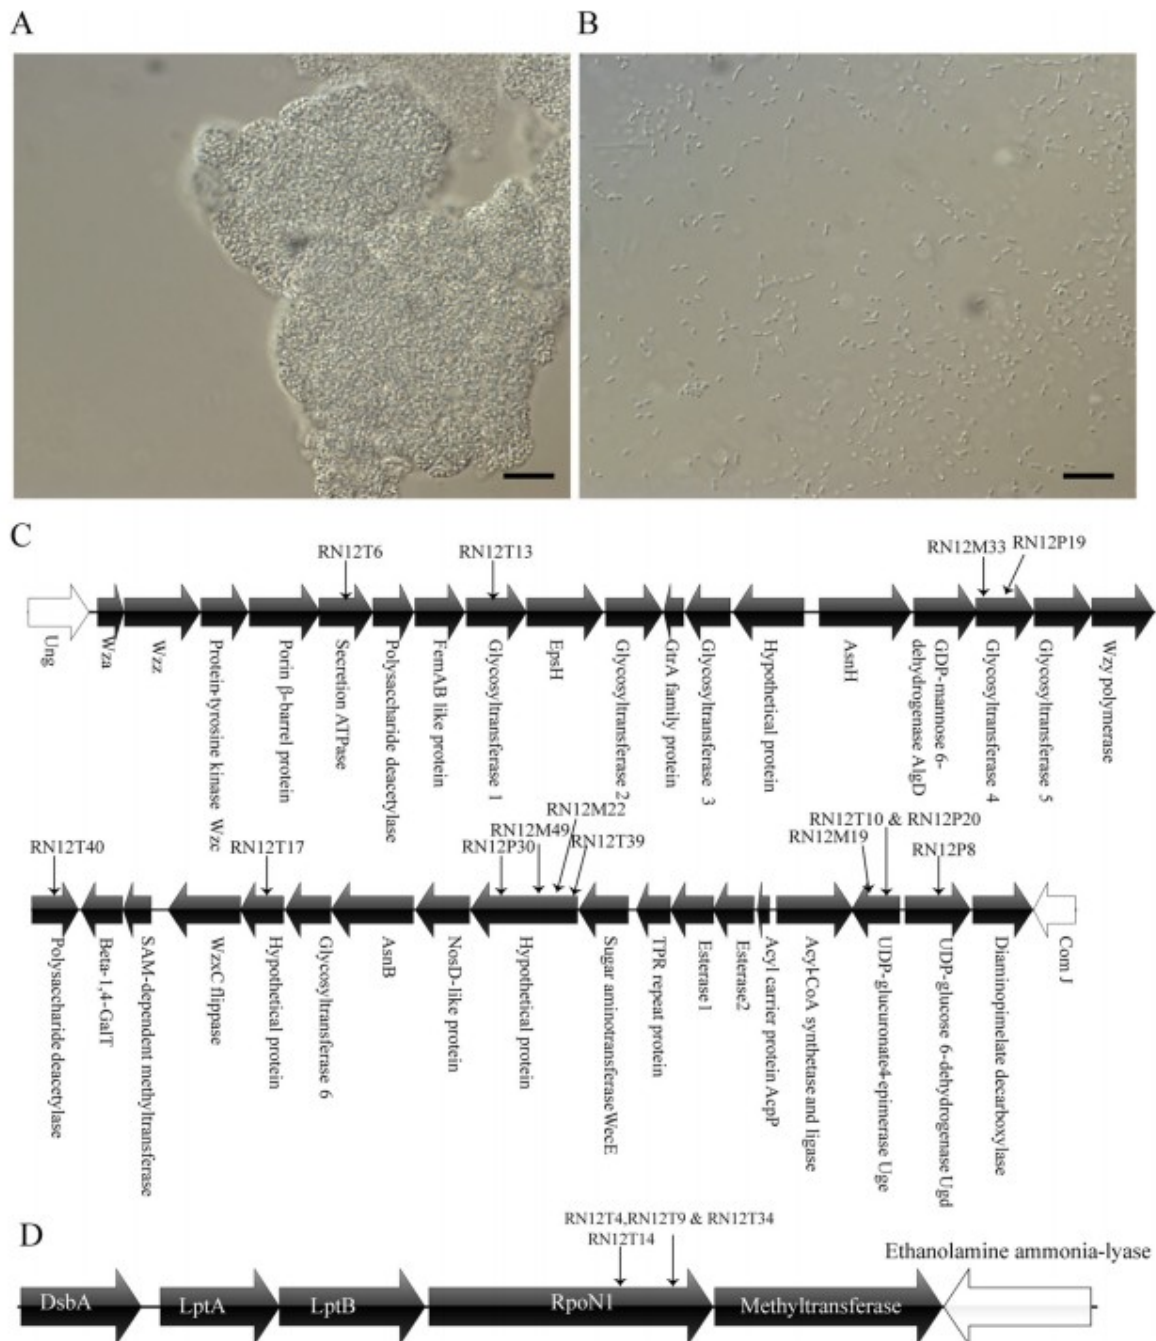 A
B
C
RN12T6
RN12T13
RN12M33
RN12P19
Ung
Wza
Wzz
Protein-tyrosine kinase Wzc
Porin β-barrel protein
Secretion ATPase
Polysaccharide deacetylase
FemAB like protein
Glycosyltransferase 1
EpsH
Glycosyltransferase 2
GtrA family protein
Glycosyltransferase 3
Hypothetical protein
AsnH
GDP-mannose 6-
dehydrogenase AlgD
Glycosyltransferase 4
Glycosyltransferase 5
Wzy polymerase
RN12T40
RN12T17
RN12P30
RN12M49
RN12M22
RN12T39
RN12M19
RN12T10 & RN12P20
RN12P8
Polysaccharide deacetylase
Beta-1,4-GalT
SAM-dependent methyltransferase
WzxC flippase
Hypothetical protein
Glycosyltransferase 6
AsnB
NosD-like protein
Hypothetical protein
Sugar aminotransferase WecE
TPR repeat protein
Esterase1
Esterase2
Acyl carrier protein AcpP
Acyl-CoA synthetase and ligase
UDP-glucuronate4-epimerase Uge
UDP-glucose 6-dehydrogenase Ugd
Diaminopimelate decarboxylase
Com J
D
RN12T4,RN12T9 & RN12T34
RN12T14
Ethanolamine ammonia-lyase
DsbA
LptA
LptB
RpoN1
Methyltransferase